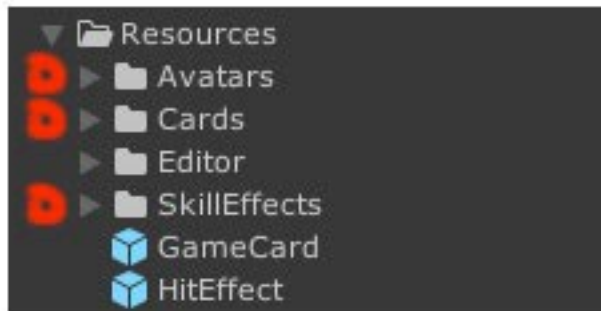 Resources
Avatars
Cards
Editor
SkillEffects
GameCard
HitEffect